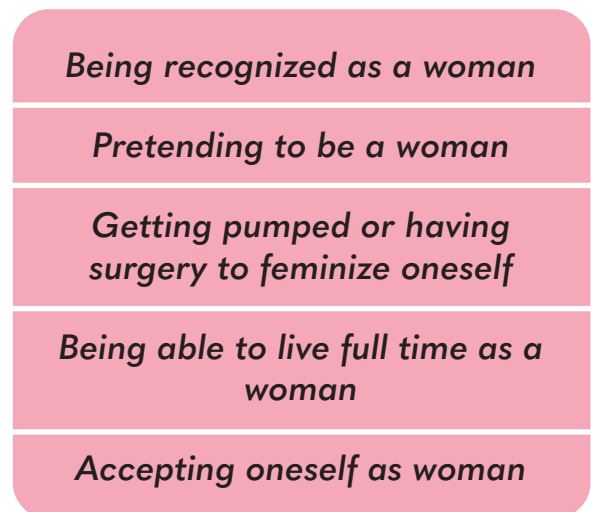 Being recognized as a woman
Pretending to be a woman
Getting pumped or having
surgery to feminize oneself
Being able to live full time as a
woman
Accepting oneself as woman